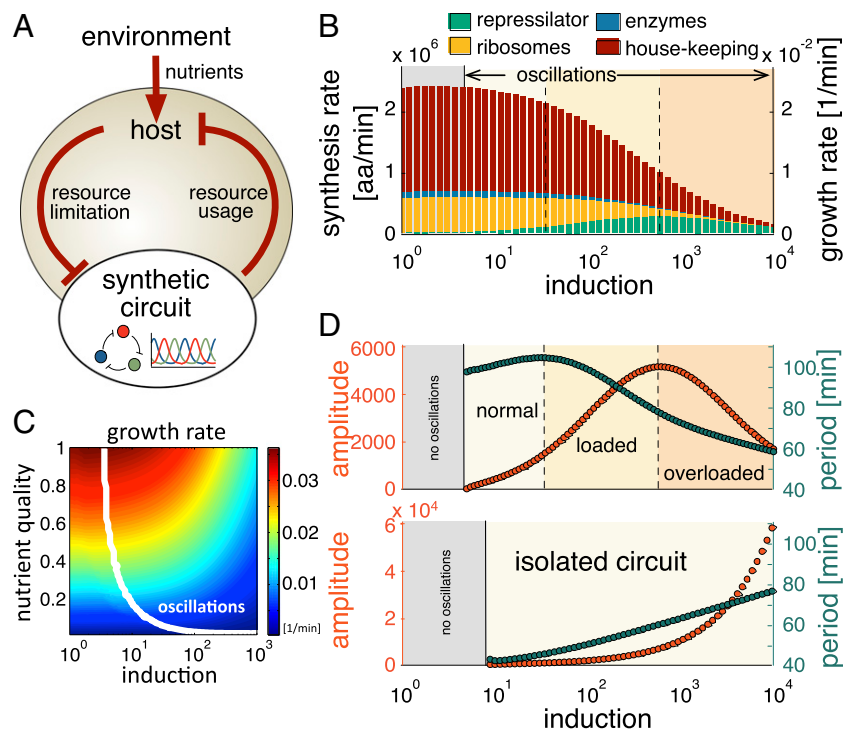 A
environment
nutrients
host
resource
limitation
resource
usage
synthetic
circuit
B
repressilator
enzymes
ribosomes
house-keeping
x 10^6
x 10^-2
oscillations
synthesis rate
[aa/min]
2
1
0
2
1
0
growth rate [1/min]
10^0
10^1
10^2
10^3
10^4
induction
C
growth rate
nutrient quality
1
0.8
0.6
0.4
0.2
oscillations
0.03
0.02
0.01
[1/min]
10^0
10^1
10^2
10^3
induction
D
amplitude
6000
4000
2000
0
no oscillations
normal
loaded
overloaded
100
80
60
40
period [min]
x 10^4
amplitude
6
4
2
0
no oscillations
isolated circuit
100
80
60
40
period [min]
10^0
10^1
10^2
10^3
10^4
induction